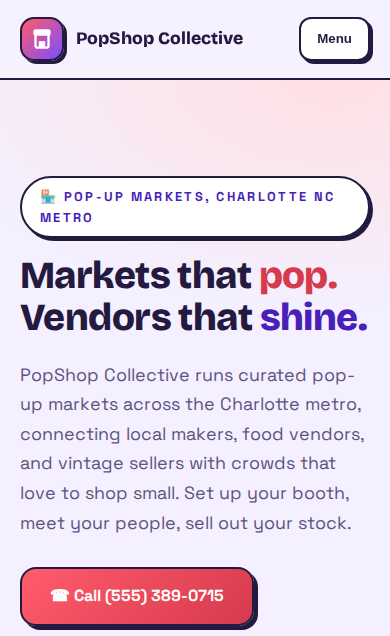 PopShop Collective
Menu
🏪 POP-UP MARKETS, CHARLOTTE NC
METRO
Markets that pop.
Vendors that shine.
PopShop Collective runs curated pop-
up markets across the Charlotte metro,
connecting local makers, food vendors,
and vintage sellers with crowds that
love to shop small. Set up your booth,
meet your people, sell out your stock.
☎ Call (555) 389-0715